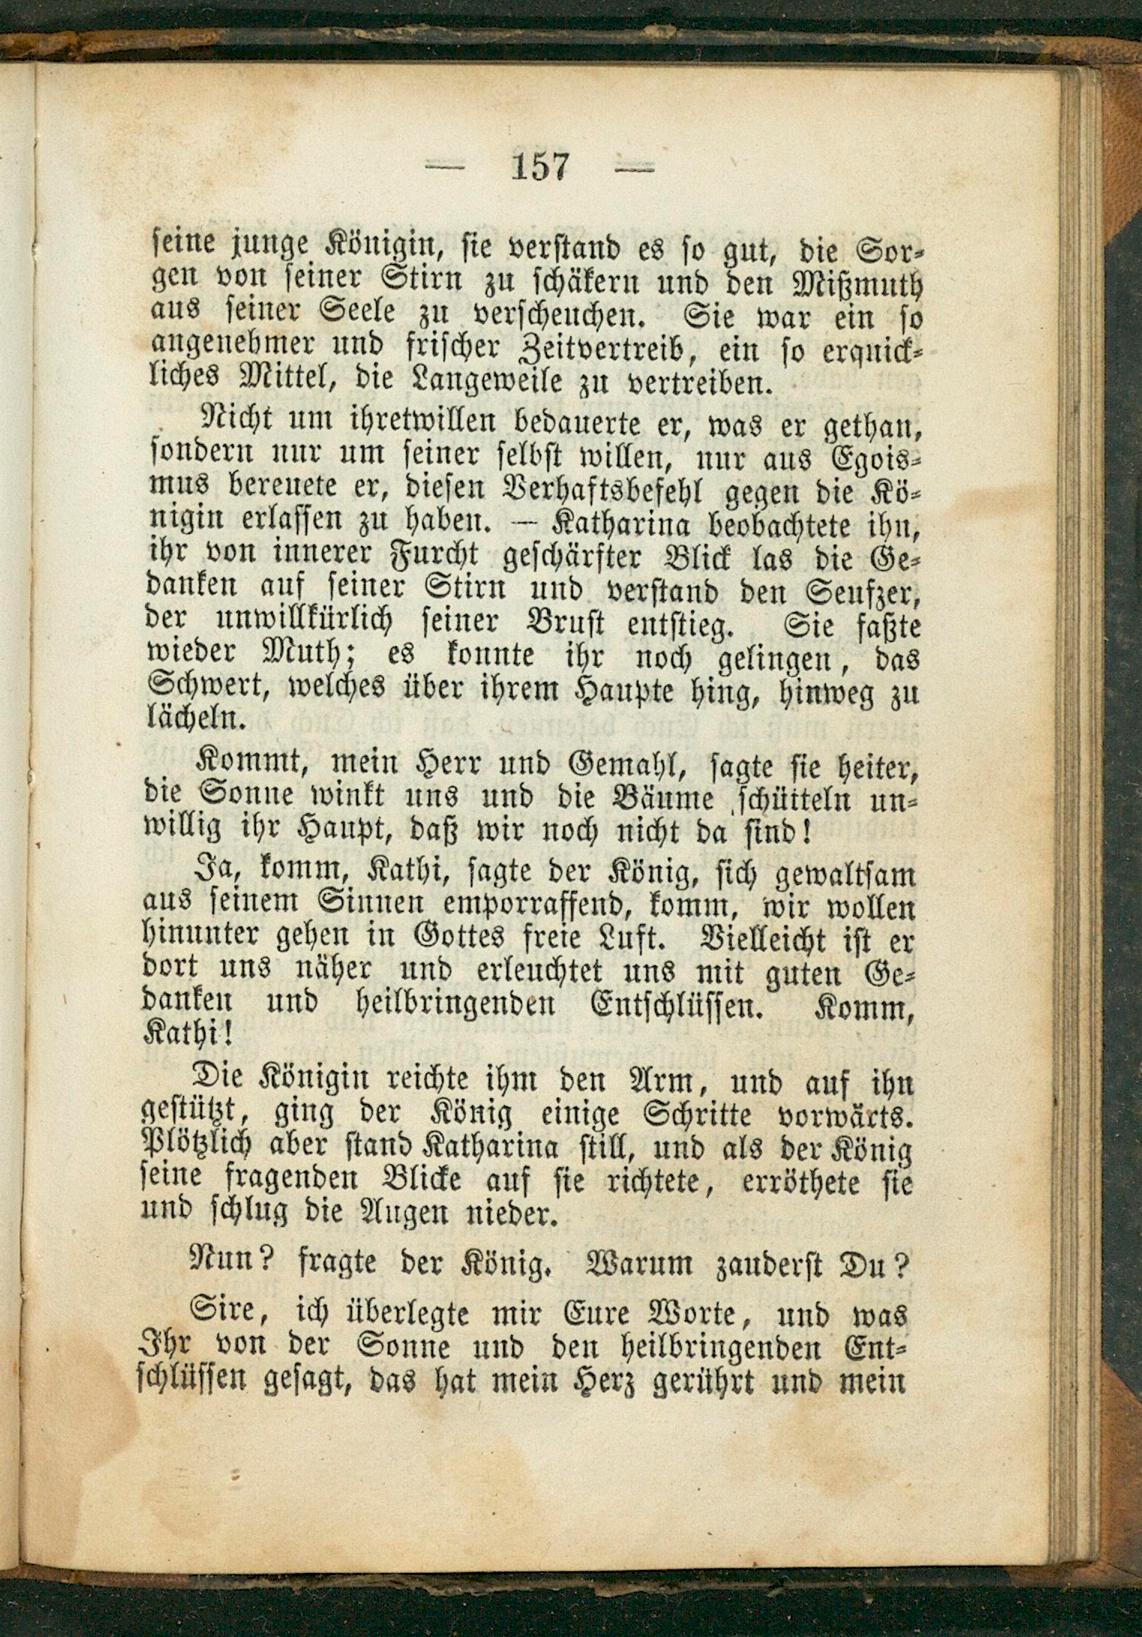 — 157 —
seine junge Königin, sie verstand es so gut, die Sor-
gen von seiner Stirn zu schäkern und den Mißmuth
aus seiner Seele zu verscheuchen. Sie war ein so
angenehmer und frischer Zeitvertreib, ein so erquick-
liches Mittel, die Langeweile zu vertreiben.
Nicht um ihretwillen bedauerte er, was er gethan,
sondern nur um seiner selbst willen, nur aus Egois-
mus bereuete er, diesen Verhaftsbefehl gegen die Kö-
nigin erlassen zu haben. — Katharina beobachtete ihn,
ihr von innerer Furcht geschärfter Blick las die Ge-
danken auf seiner Stirn und verstand den Seufzer,
der unwillkürlich seiner Brust entstieg. Sie faßte
wieder Muth; es konnte ihr noch gelingen, das
Schwert, welches über ihrem Haupte hing, hinweg zu
lächeln.
Kommt, mein Herr und Gemahl, sagte sie heiter,
die Sonne winkt uns und die Bäume schütteln un-
willig ihr Haupt, daß wir noch nicht da sind!
Ja, komm, Kathi, sagte der König, sich gewaltsam
aus seinem Sinnen emporraffend, komm, wir wollen
hinunter gehen in Gottes freie Luft. Vielleicht ist er
dort uns näher und erleuchtet uns mit guten Ge-
danken und heilbringenden Entschlüssen. Komm,
Kathi!
Die Königin reichte ihm den Arm, und auf ihn
gestützt, ging der König einige Schritte vorwärts.
Plötzlich aber stand Katharina still, und als der König
seine fragenden Blicke auf sie richtete, erröthete sie
und schlug die Augen nieder.
Nun? fragte der König. Warum zauderst Du?
Sire, ich überlegte mir Eure Worte, und was
Ihr von der Sonne und den heilbringenden Ent-
schlüssen gesagt, das hat mein Herz gerührt und mein